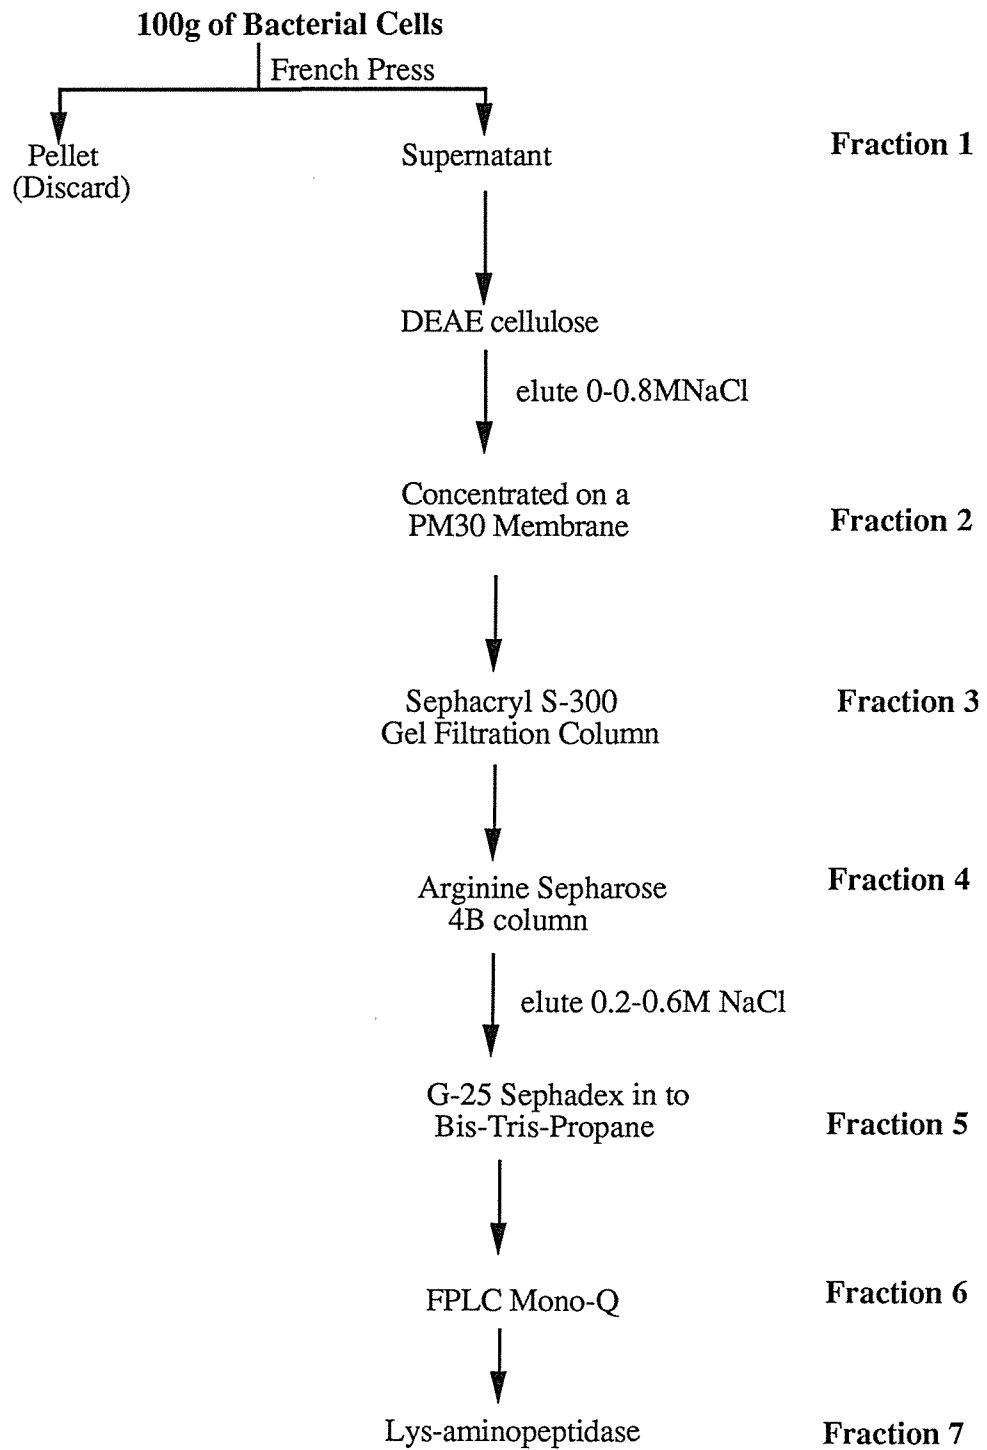 100g of Bacterial Cells
French Press
Pellet
(Discard)
Supernatant
Fraction 1
DEAE cellulose
elute 0-0.8MNaCl
Concentrated on a
PM30 Membrane
Fraction 2
Sephacryl S-300
Gel Filtration Column
Fraction 3
Arginine Sepharose
4B column
Fraction 4
elute 0.2-0.6M NaCl
G-25 Sephadex in to
Bis-Tris-Propane
Fraction 5
FPLC Mono-Q
Fraction 6
Lys-aminopeptidase
Fraction 7